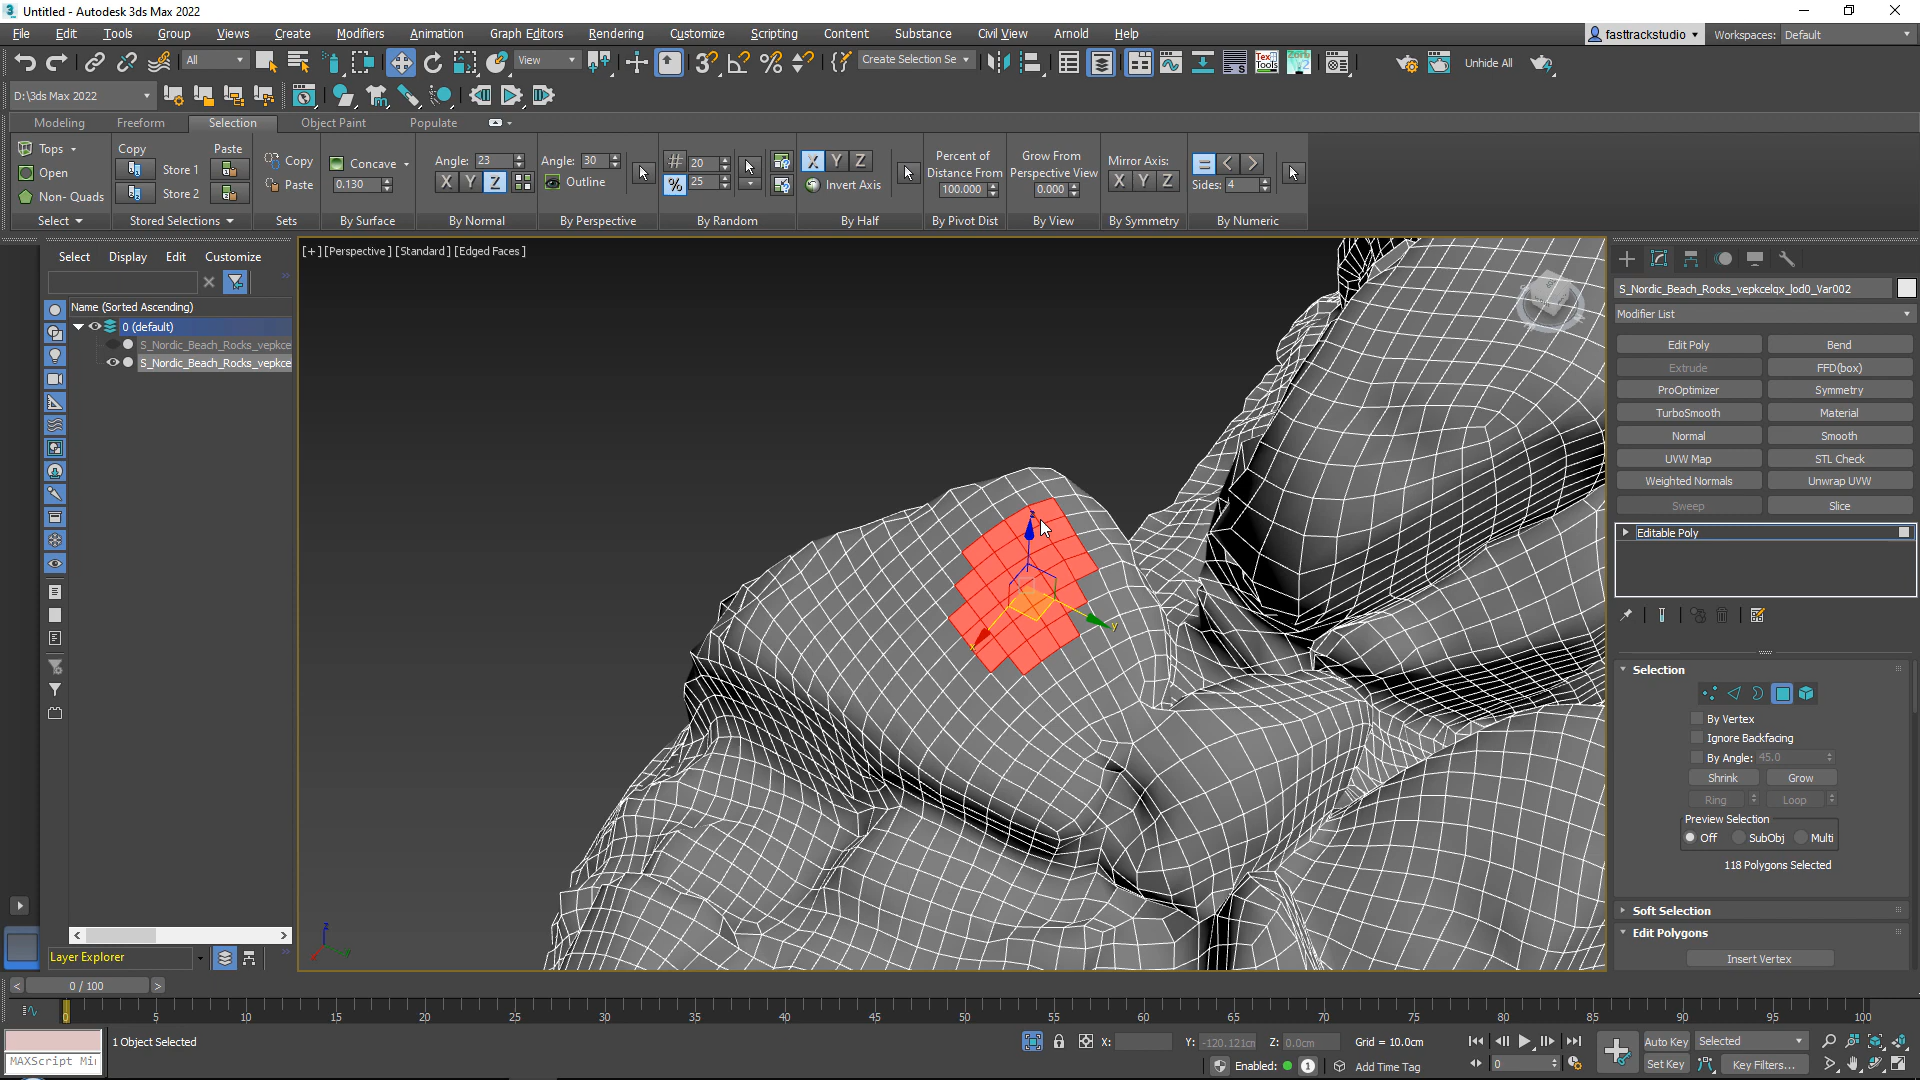 Untitled - Autodesk 3ds Max 2022
File Edit Tools Group Views Create Modifiers Animation Graph Editors Rendering Customize Scripting Content Substance Civil View Arnold Help
fasttrackstudio Workspaces: Default
All View Create Selection Se Unhide All
D:\3ds Max 2022
Modeling Freeform Selection Object Paint Populate
Tops Copy Paste
Open Store 1
Non- Quads Store 2
Copy
Paste
Concave
0.130
Angle: 23
X Y Z
Angle: 30
Outline
20
% 25
X Y Z
Invert Axis
Percent of
Distance From
100.000
Grow From
Perspective View
0.000
Mirror Axis:
X Y Z
= < >
Sides: 4
Select Stored Selections Sets By Surface By Normal By Perspective By Random By Half By Pivot Dist By View By Symmetry By Numeric
Select Display Edit Customize
Name (Sorted Ascending)
0 (default)
S_Nordic_Beach_Rocks_vepkce
S_Nordic_Beach_Rocks_vepkce
Layer Explorer
[+] [Perspective ] [Standard ] [Edged Faces ]
z
y
x
z
S_Nordic_Beach_Rocks_vepkcelqx_lod0_Var002
Modifier List
Edit Poly Bend
Extrude FFD(box)
ProOptimizer Symmetry
TurboSmooth Material
Normal Smooth
UVW Map STL Check
Weighted Normals Unwrap UVW
Sweep Slice
Editable Poly
Selection
By Vertex
Ignore Backfacing
By Angle: 45.0
Shrink Grow
Ring Loop
Preview Selection
Off SubObj Multi
118 Polygons Selected
Soft Selection
Edit Polygons
Insert Vertex
< 0 / 100 >
0 5 10 15 20 25 30 35 40 45 50 55 60 65 70 75 80 85 90 95 100
MAXScript Mi
1 Object Selected
X: Y: -120.121cm Z: 0.0cm Grid = 10.0cm
Enabled: 1 Add Time Tag
0
Auto Key Selected
Set Key Key Filters...